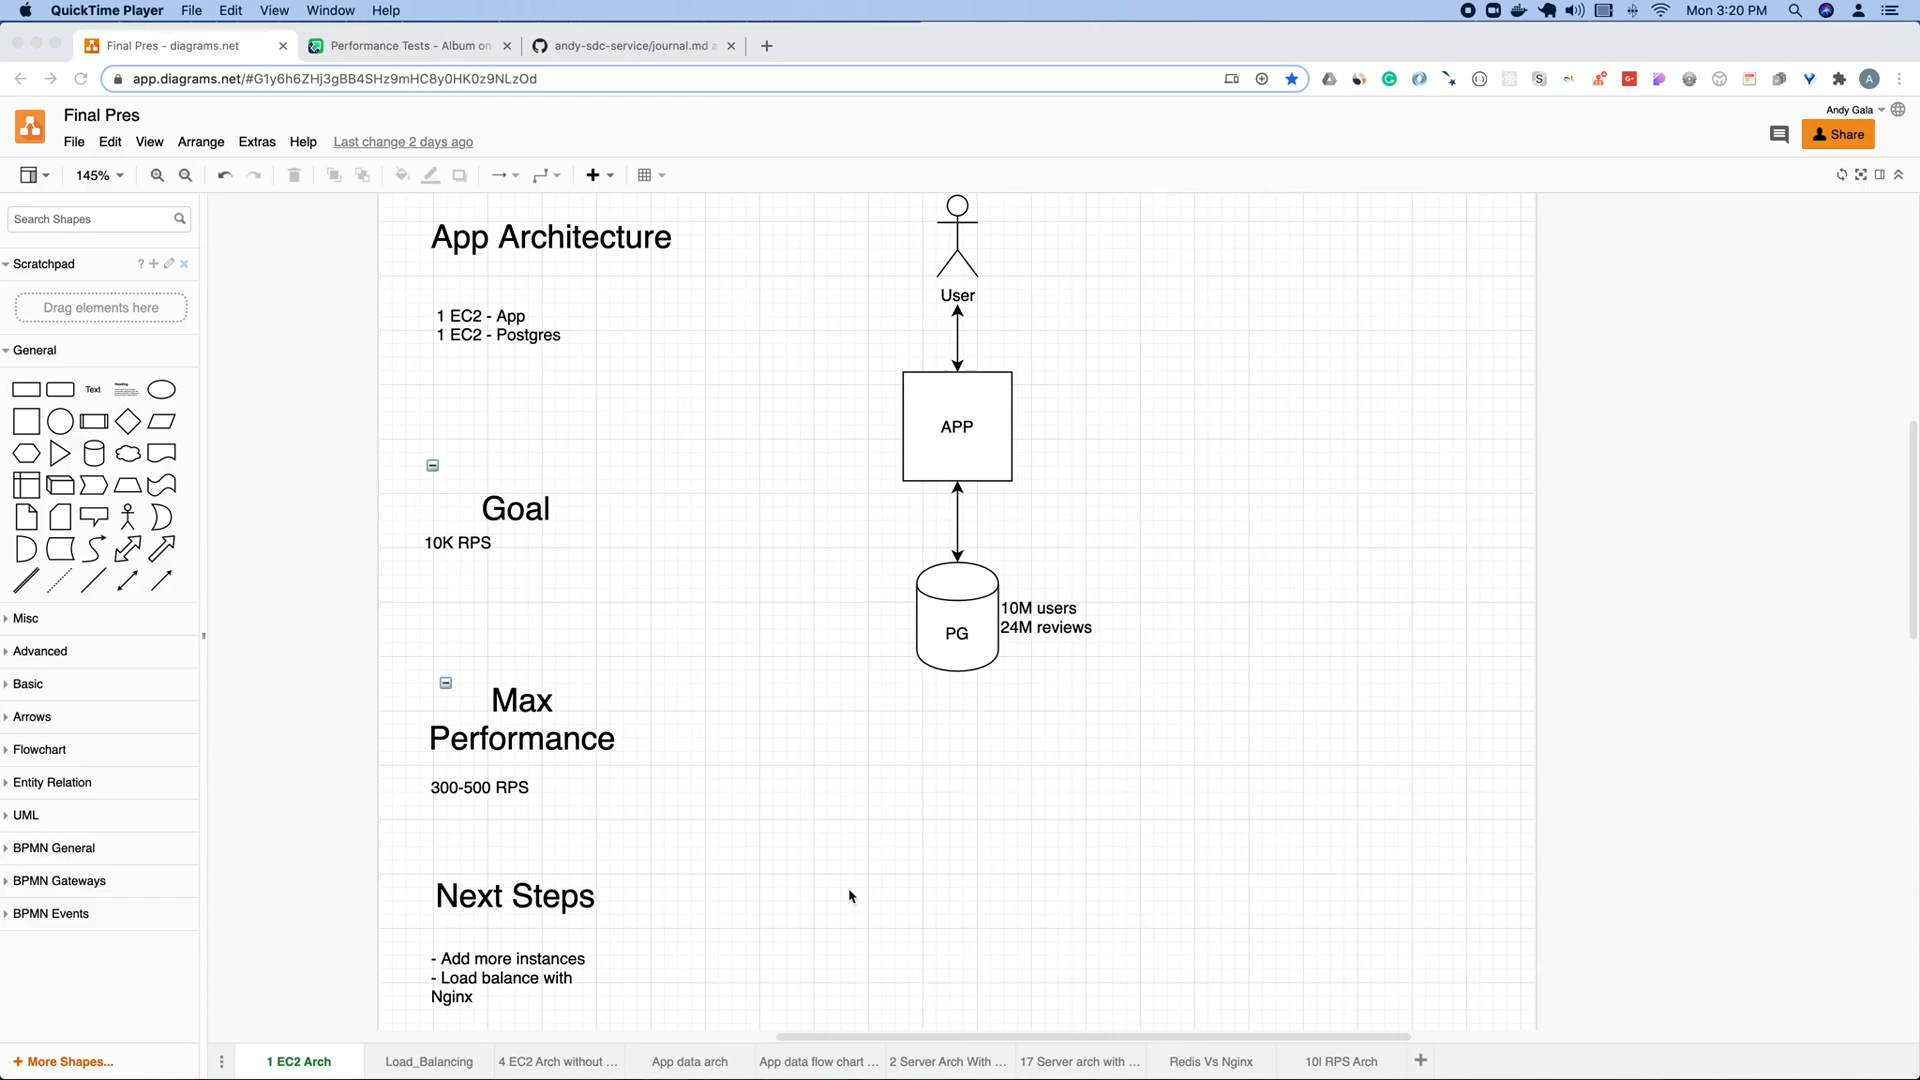 QuickTime Player File Edit View Window Help Mon 3:20 PM
Final Pres - diagrams.net
Performance Tests - Album on
andy-sdc-service/journal.md a
app.diagrams.net/#G1y6h6ZHj3gBB4SHz9mHC8y0HK0z9NLzOd
Final Pres
Andy Gala
File Edit View Arrange Extras Help Last change 2 days ago
Share
145%
Search Shapes
Scratchpad
Drag elements here
General
Text
Heading
Misc
Advanced
Basic
Arrows
Flowchart
Entity Relation
UML
BPMN General
BPMN Gateways
BPMN Events
+ More Shapes...
App Architecture
1 EC2 - App
1 EC2 - Postgres
Goal
10K RPS
Max
Performance
300-500 RPS
Next Steps
- Add more instances
- Load balance with
Nginx
User
APP
PG
10M users
24M reviews
1 EC2 Arch
Load_Balancing
4 EC2 Arch without ...
App data arch
App data flow chart ...
2 Server Arch With ...
17 Server arch with ...
Redis Vs Nginx
10l RPS Arch